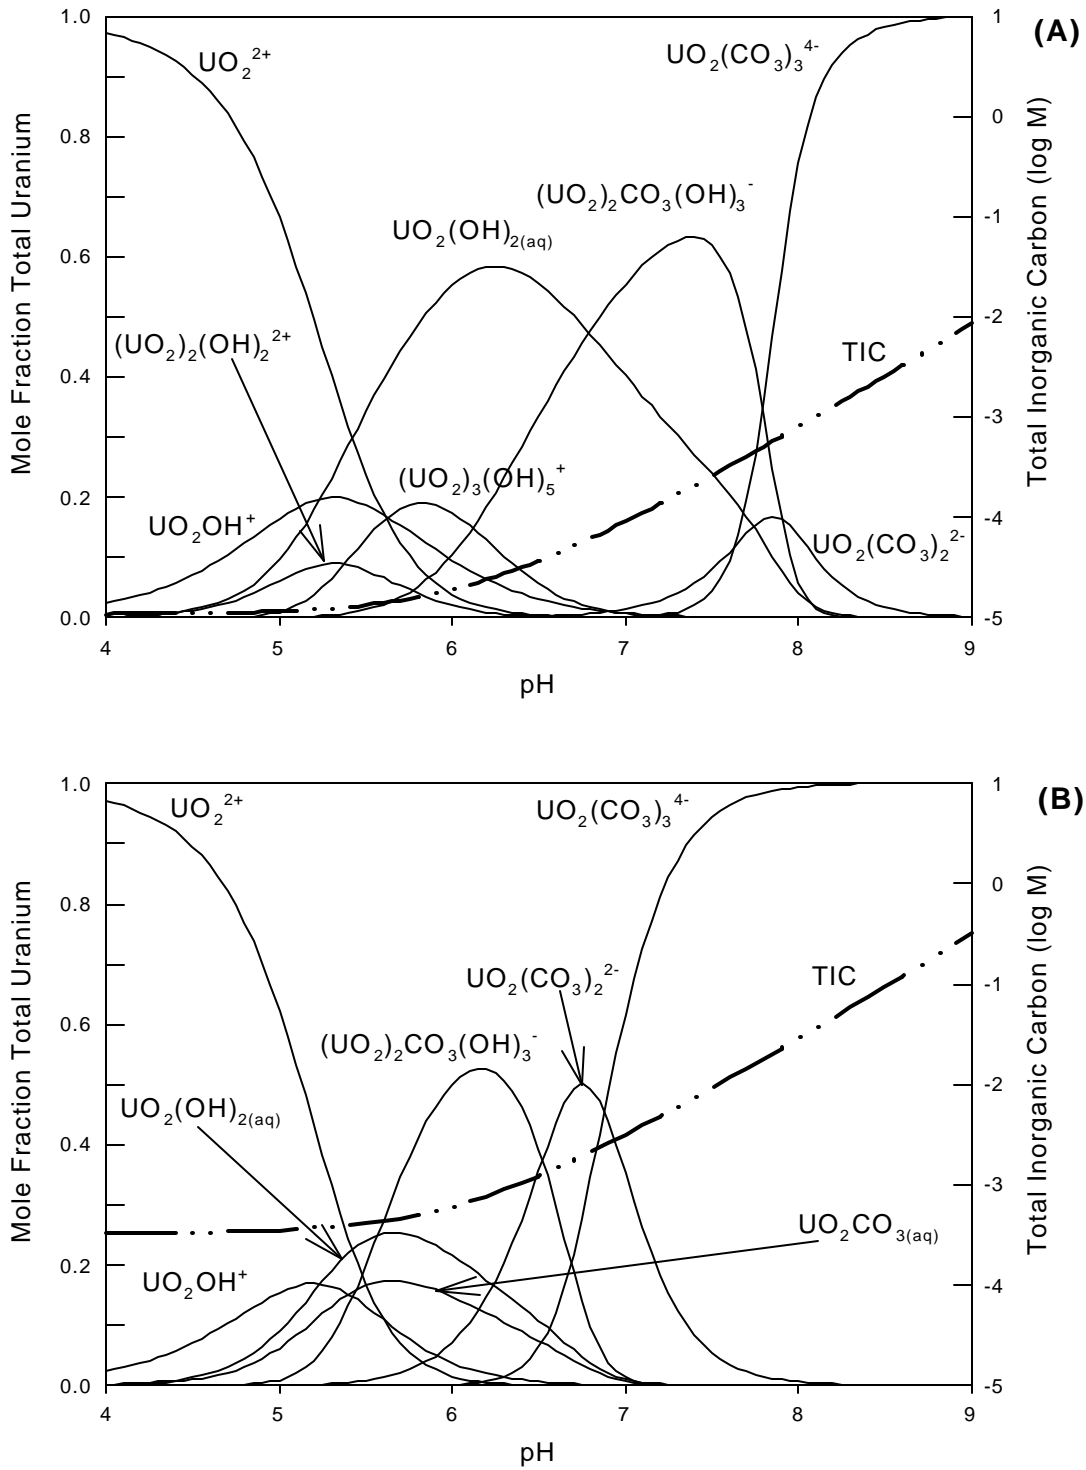 (A)
1.0
0.8
0.6
0.4
0.2
0.0
Mole Fraction Total Uranium
1
0
-1
-2
-3
-4
-5
Total Inorganic Carbon (log M)
UO₂²⁺
UO₂(CO₃)₃⁴⁻
(UO₂)₂CO₃(OH)₃⁻
UO₂(OH)₂(aq)
(UO₂)₂(OH)₂²⁺
TIC
(UO₂)₃(OH)₅⁺
UO₂OH⁺
UO₂(CO₃)₂²⁻
4 5 6 7 8 9
pH
(B)
1.0
0.8
0.6
0.4
0.2
0.0
Mole Fraction Total Uranium
1
0
-1
-2
-3
-4
-5
Total Inorganic Carbon (log M)
UO₂²⁺
UO₂(CO₃)₃⁴⁻
UO₂(CO₃)₂²⁻
TIC
(UO₂)₂CO₃(OH)₃⁻
UO₂(OH)₂(aq)
UO₂CO₃(aq)
UO₂OH⁺
4 5 6 7 8 9
pH